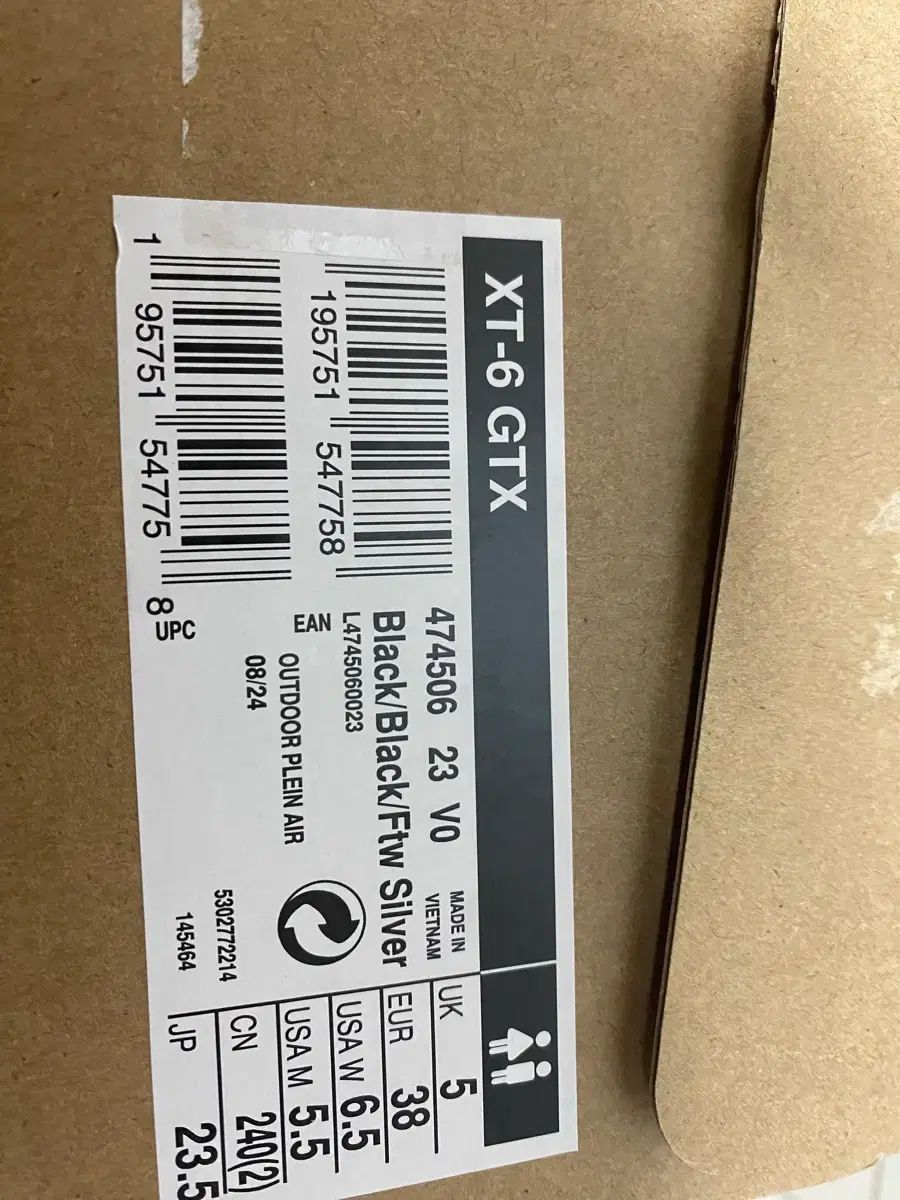 XT-6 GTX
474506 23 V0
MADE IN
VIETNAM
Black/Black/Ftw Silver
L4745060023
EAN
195751 547758
OUTDOOR PLEIN AIR
08/24
1 95751 54775 8
UPC
5302772214
145464
UK 5
EUR 38
USA W 6.5
USA M 5.5
CN 240(2)
JP 23.5